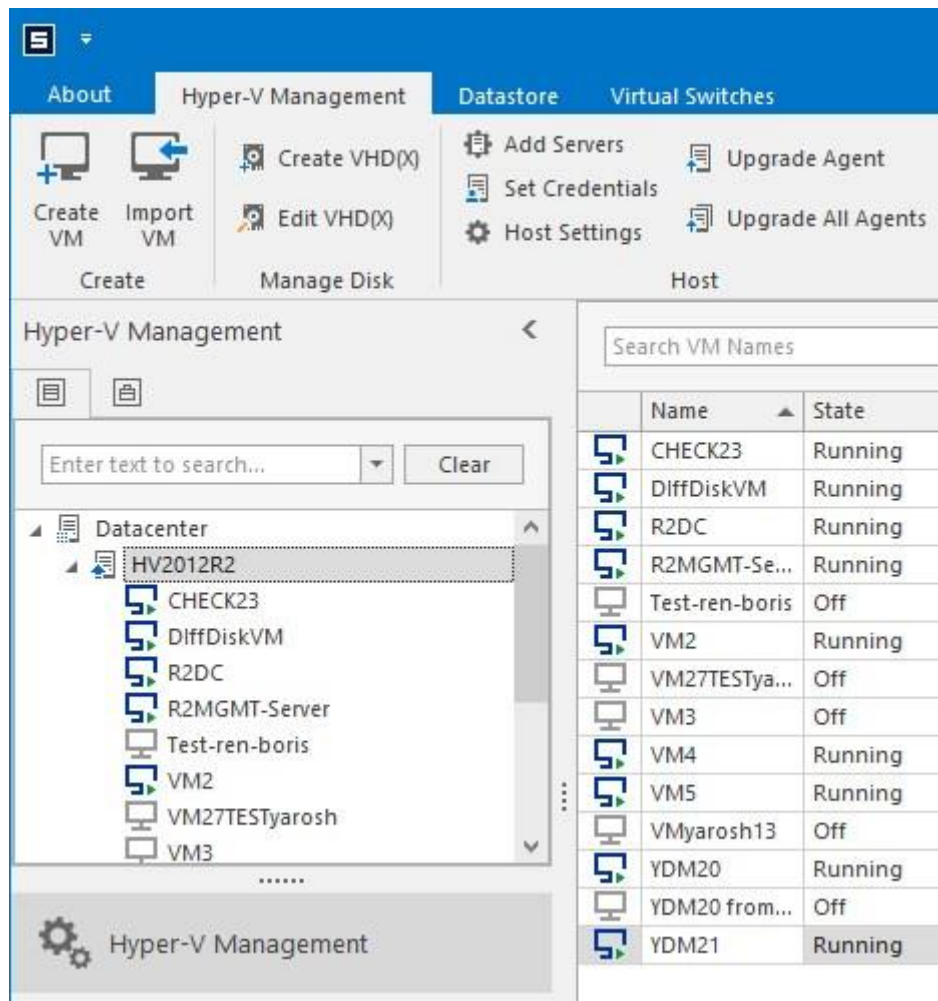 About Hyper-V Management Datastore Virtual Switches
Create VM
Import VM
Create
Create VHD(X)
Edit VHD(X)
Manage Disk
Add Servers
Set Credentials
Host Settings
Upgrade Agent
Upgrade All Agents
Host
Hyper-V Management
Enter text to search... Clear
Datacenter
HV2012R2
CHECK23
DIffDiskVM
R2DC
R2MGMT-Server
Test-ren-boris
VM2
VM27TESTyarosh
VM3
Hyper-V Management
Search VM Names
Name State
CHECK23 Running
DIffDiskVM Running
R2DC Running
R2MGMT-Se... Running
Test-ren-boris Off
VM2 Running
VM27TESTya... Off
VM3 Off
VM4 Running
VM5 Running
VMyarosh13 Off
YDM20 Running
YDM20 from... Off
YDM21 Running